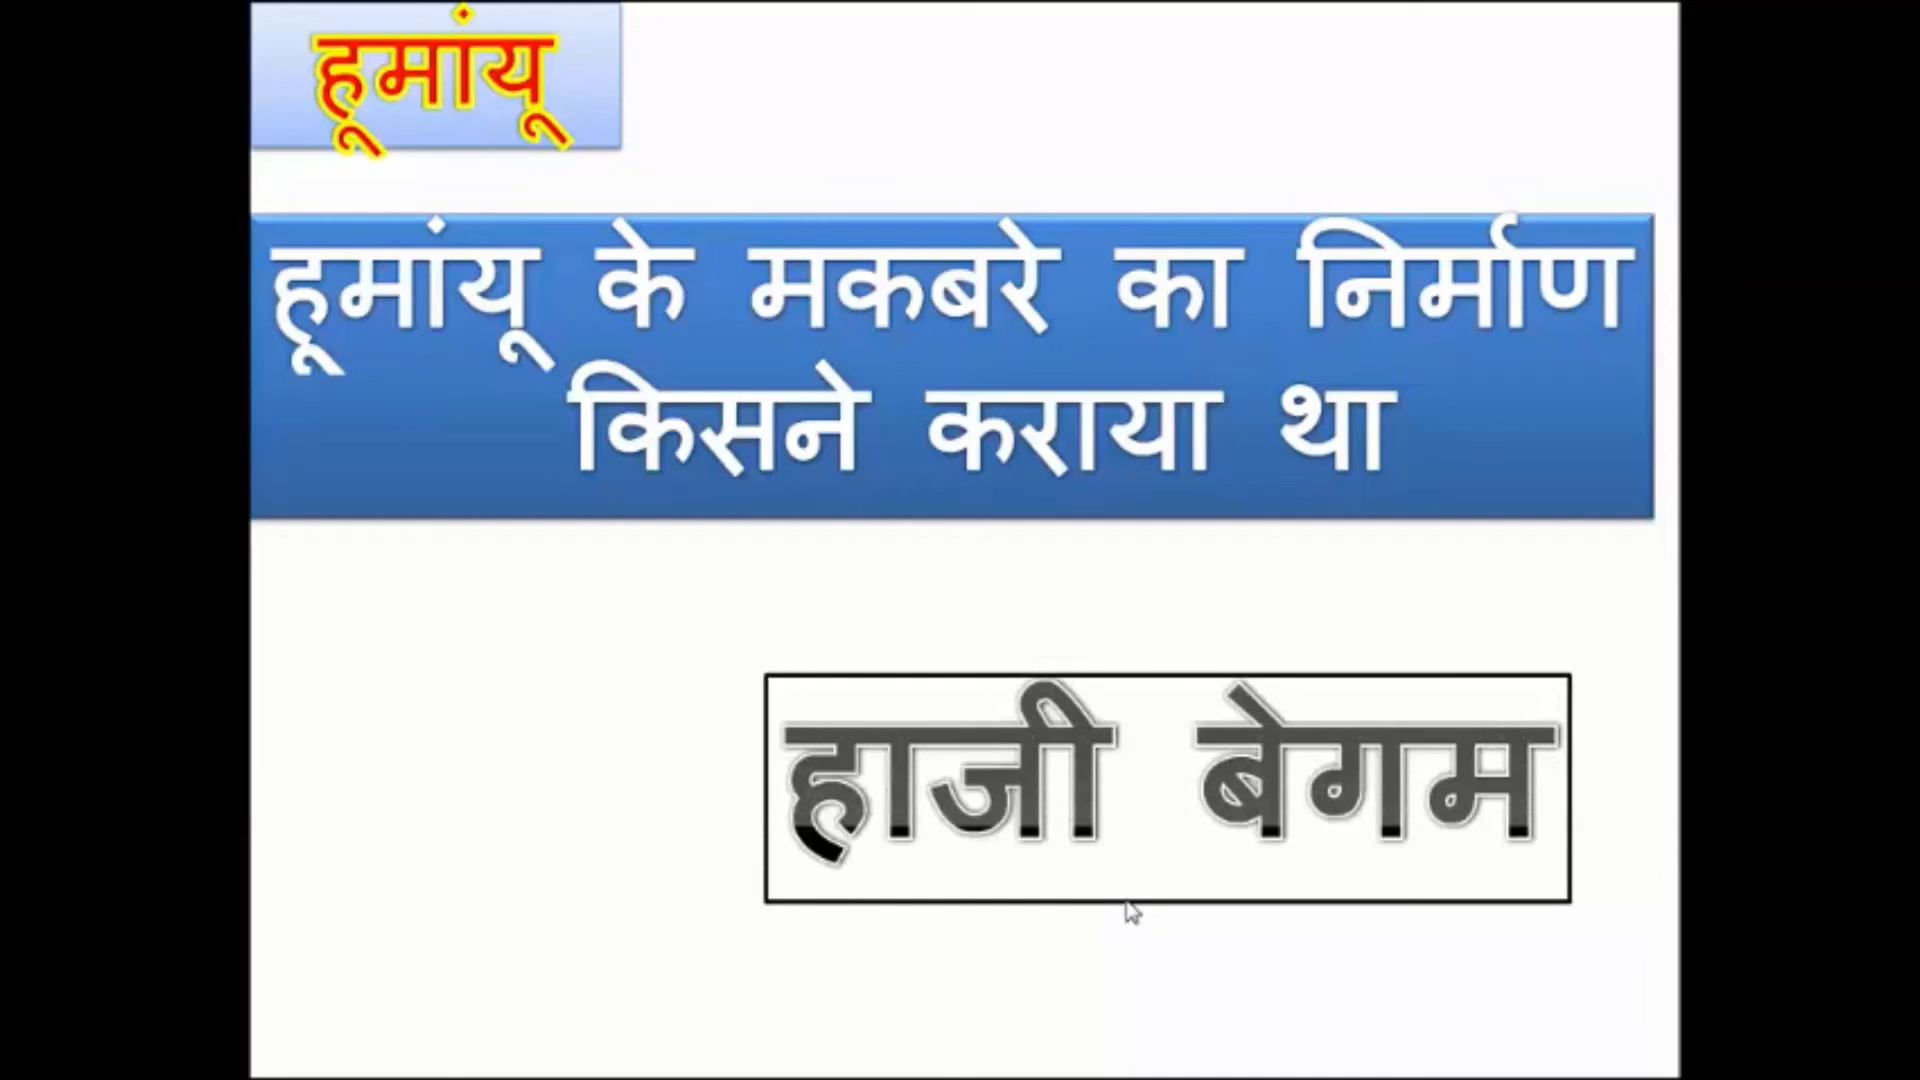 हूमांयू
हूमांयू के मकबरे का निर्माण
किसने कराया था
हाजी बेगम